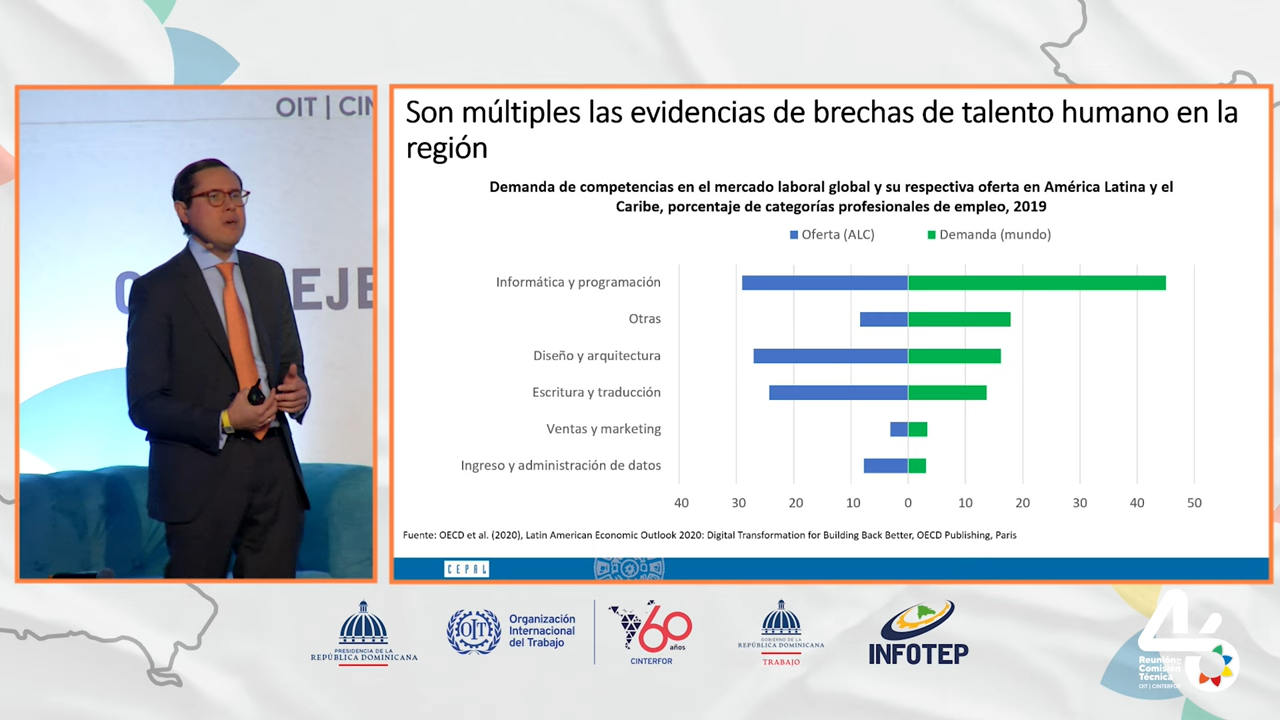 OIT | CIN
EJE
Son múltiples las evidencias de brechas de talento humano en la
región
Demanda de competencias en el mercado laboral global y su respectiva oferta en América Latina y el
Caribe, porcentaje de categorías profesionales de empleo, 2019
Oferta (ALC) Demanda (mundo)
Informática y programación
Otras
Diseño y arquitectura
Escritura y traducción
Ventas y marketing
Ingreso y administración de datos
40 30 20 10 0 10 20 30 40 50
Fuente: OECD et al. (2020), Latin American Economic Outlook 2020: Digital Transformation for Building Back Better, OECD Publishing, Paris
CEPAL
PRESIDENCIA DE LA
REPÚBLICA DOMINICANA
OIT
Organización
Internacional
del Trabajo
60
años
CINTERFOR
GOBIERNO DE LA
REPÚBLICA DOMINICANA
TRABAJO
INFOTEP
46
Reunión
Comisión
Técnica
OIT | CINTERFOR